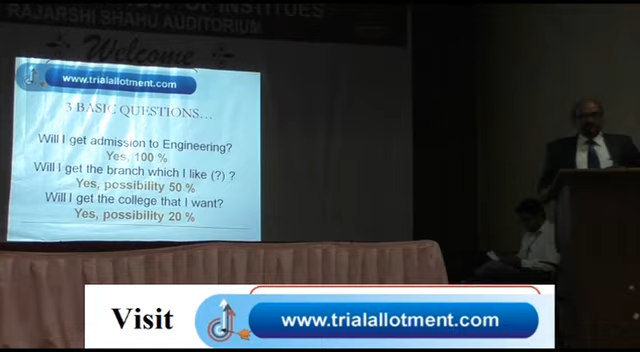 OF INSTITUES
RAJARSHI SHAHU AUDITORIUM
Welcome
www.trialallotment.com
3 BASIC QUESTIONS...
Will I get admission to Engineering?
Yes, 100 %
Will I get the branch which I like (?) ?
Yes, possibility 50 %
Will I get the college that I want?
Yes, possibility 20 %
Visit www.trialallotment.com